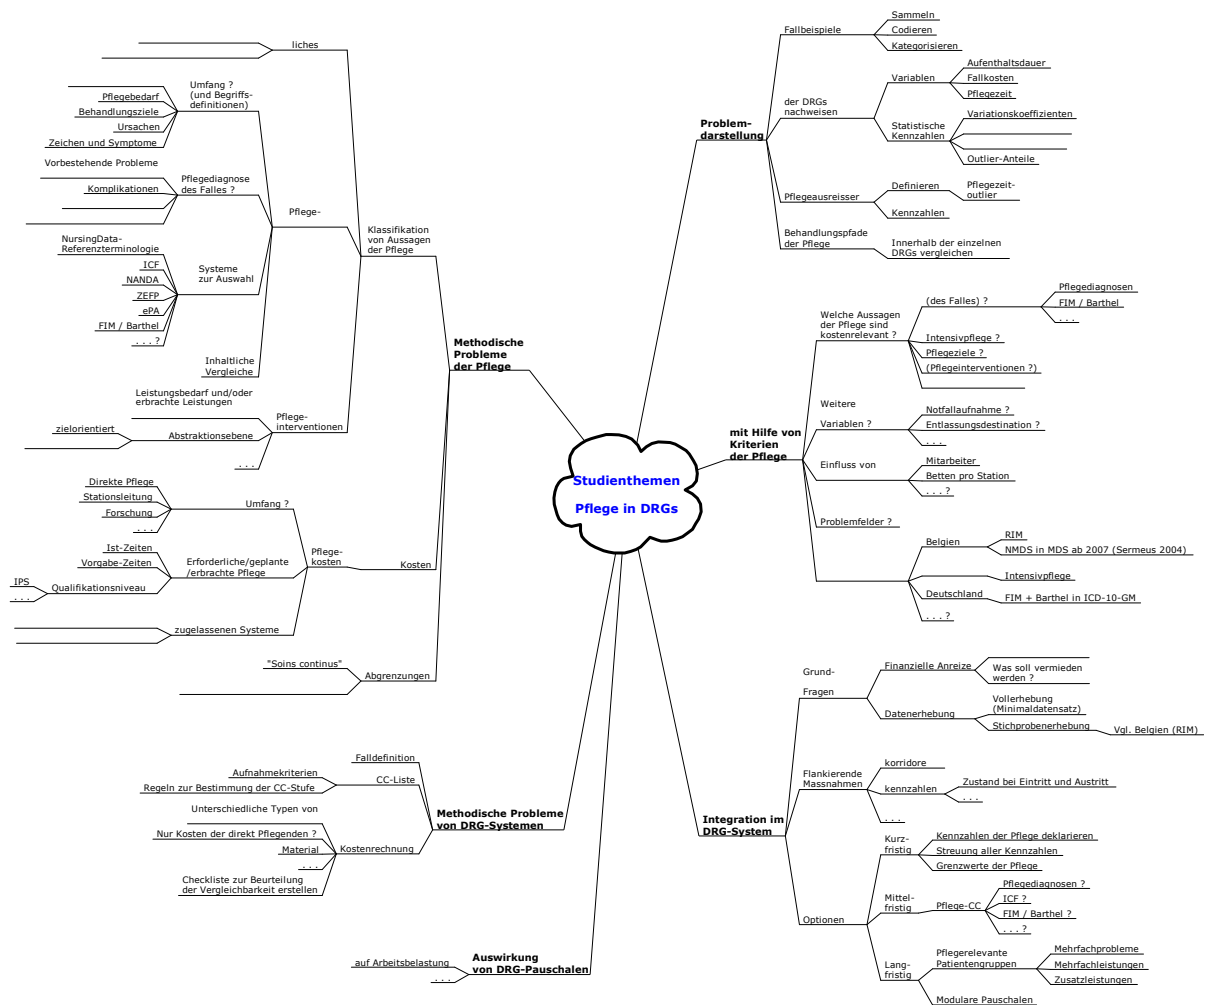 Studienthemen
Pflege in DRGs
Problem-
darstellung
Fallbeispiele
Sammeln
Codieren
Kategorisieren
der DRGs
nachweisen
Variablen
Aufenthaltsdauer
Fallkosten
Pflegezeit
Statistische
Kennzahlen
Variationskoeffizienten
Outlier-Anteile
Pflegeausreisser
Definieren
Pflegezeit-
outlier
Kennzahlen
Behandlungspfade
der Pflege
Innerhalb der einzelnen
DRGs vergleichen
mit Hilfe von
Kriterien
der Pflege
Welche Aussagen
der Pflege sind
kostenrelevant ?
(des Falles) ?
Pflegediagnosen
FIM / Barthel
. . .
Intensivpflege ?
Pflegeziele ?
(Pflegeinterventionen ?)
Weitere
Variablen ?
Notfallaufnahme ?
Entlassungsdestination ?
. . .
Einfluss von
Mitarbeiter
Betten pro Station
. . . ?
Problemfelder ?
Belgien
RIM
NMDS in MDS ab 2007 (Sermeus 2004)
Intensivpflege
Deutschland
FIM + Barthel in ICD-10-GM
. . . ?
Integration im
DRG-System
Grund-
Fragen
Finanzielle Anreize
Was soll vermieden
werden ?
Datenerhebung
Vollerhebung
(Minimaldatensatz)
Stichprobenerhebung
Vgl. Belgien (RIM)
Flankierende
Massnahmen
korridore
kennzahlen
Zustand bei Eintritt und Austritt
. . .
. . .
Optionen
Kurz-
fristig
Kennzahlen der Pflege deklarieren
Streuung aller Kennzahlen
Grenzwerte der Pflege
Mittel-
fristig
Pflege-CC
Pflegediagnosen ?
ICF ?
FIM / Barthel ?
. . . ?
Lang-
fristig
Pflegerelevante
Patientengruppen
Mehrfachprobleme
Mehrfachleistungen
Zusatzleistungen
Modulare Pauschalen
Methodische
Probleme
der Pflege
Klassifikation
von Aussagen
der Pflege
liches
Pflege-
Umfang ?
(und Begriffs-
definitionen)
Pflegebedarf
Behandlungsziele
Ursachen
Zeichen und Symptome
Pflegediagnose
des Falles ?
Vorbestehende Probleme
Komplikationen
Systeme
zur Auswahl
NursingData-
Referenzterminologie
ICF
NANDA
ZEFP
ePA
FIM / Barthel
. . . ?
Inhaltliche
Vergleiche
Pflege-
interventionen
Leistungsbedarf und/oder
erbrachte Leistungen
Abstraktionsebene
zielorientiert
. . .
Kosten
Pflege-
kosten
Umfang ?
Direkte Pflege
Stationsleitung
Forschung
. . .
Erforderliche/geplante
/erbrachte Pflege
Ist-Zeiten
Vorgabe-Zeiten
Qualifikationsniveau
IPS
. . .
zugelassenen Systeme
Abgrenzungen
"Soins continus"
Methodische Probleme
von DRG-Systemen
Falldefinition
CC-Liste
Aufnahmekriterien
Regeln zur Bestimmung der CC-Stufe
Kostenrechnung
Unterschiedliche Typen von
Nur Kosten der direkt Pflegenden ?
Material
. . .
Checkliste zur Beurteilung
der Vergleichbarkeit erstellen
Auswirkung
von DRG-Pauschalen
auf Arbeitsbelastung
. . .